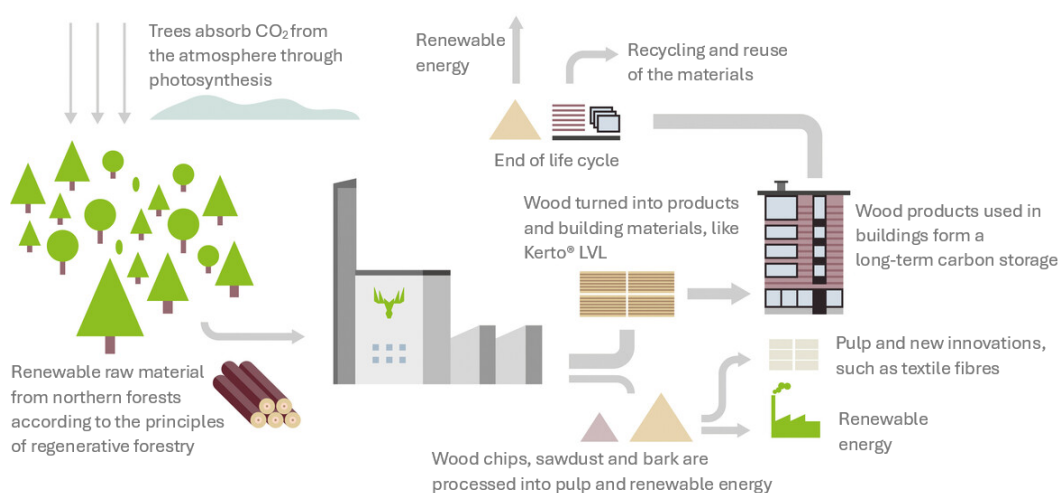 Trees absorb CO₂ from
the atmosphere through
photosynthesis
Renewable
energy
Recycling and reuse
of the materials
End of life cycle
Wood turned into products
and building materials, like
Kerto® LVL
Wood products used in
buildings form a
long-term carbon storage
Renewable raw material
from northern forests
according to the principles
of regenerative forestry
Pulp and new innovations,
such as textile fibres
Renewable
energy
Wood chips, sawdust and bark are
processed into pulp and renewable energy